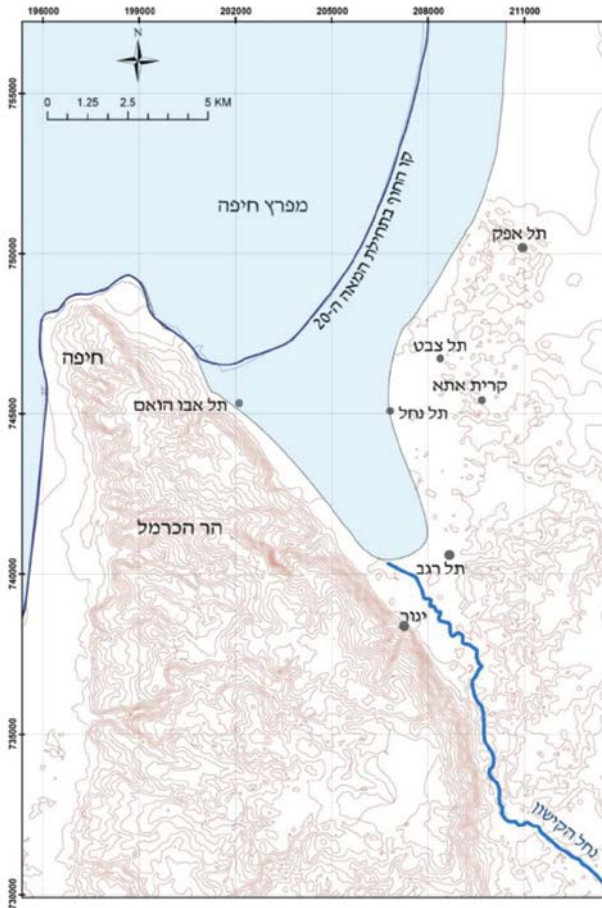 196000 199000 202000 205000 208000 211000
N
0 1.25 2.5 5 KM
755000
קו החוף בתחילת המאה ה-20
מפרץ חיפה
תל אפק
750000
תל צבט
חיפה
קרית אתא
תל אבו הואם
תל נחל
745000
הר הכרמל
תל רגב
740000
יגור
735000
נחל הקישון
730000